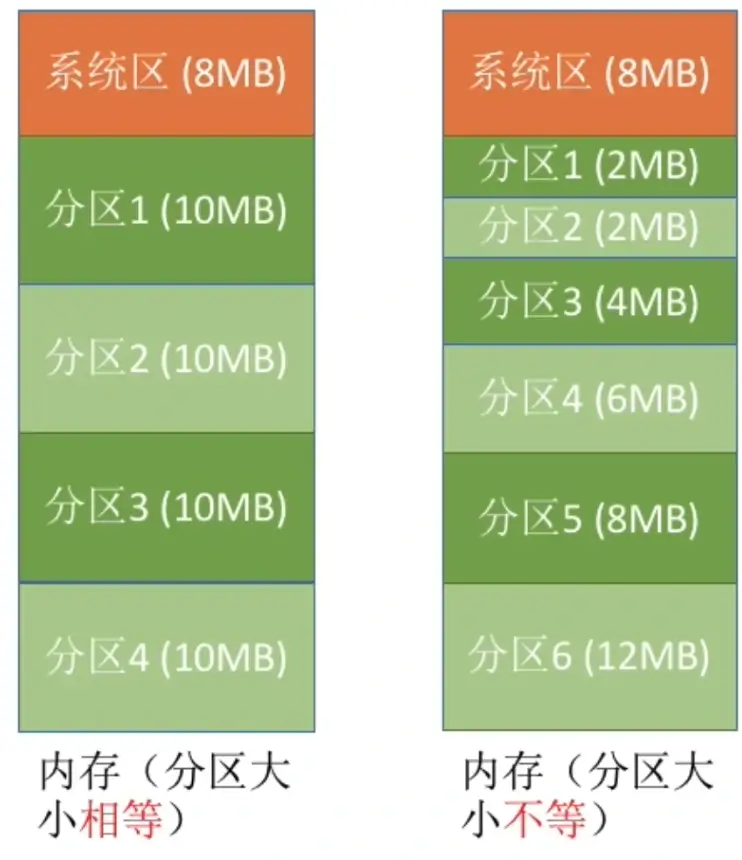 系统区 (8MB)
分区1 (10MB)
分区2 (10MB)
分区3 (10MB)
分区4 (10MB)
内存（分区大
小相等）
系统区 (8MB)
分区1 (2MB)
分区2 (2MB)
分区3 (4MB)
分区4 (6MB)
分区5 (8MB)
分区6 (12MB)
内存（分区大
小不等）